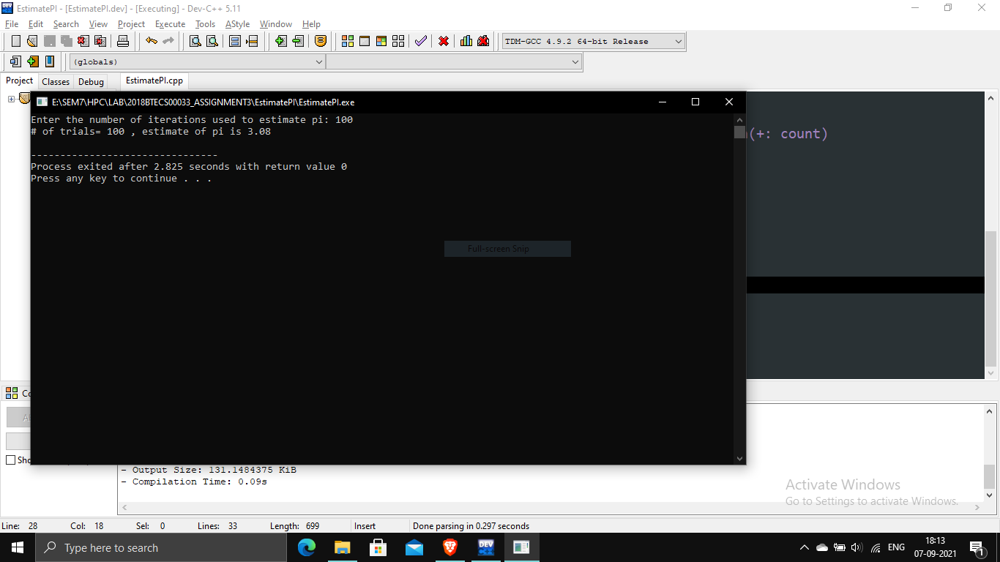 EstimatePI - [EstimatePI.dev] - [Executing] - Dev-C++ 5.11
File Edit Search View Project Execute Tools AStyle Window Help
TDM-GCC 4.9.2 64-bit Release
(globals)
Project Classes Debug EstimatePI.cpp
E:\SEM7\HPC\LAB\2018BTECS00033_ASSIGNMENT3\EstimatePI\EstimatePI.exe
Enter the number of iterations used to estimate pi: 100
# of trials= 100 , estimate of pi is 3.08
--------------------------------
Process exited after 2.825 seconds with return value 0
Press any key to continue . . .
(+: count)
Full-screen Snip
- Output Size: 131.1484375 KiB
- Compilation Time: 0.09s
Activate Windows
Go to Settings to activate Windows.
Line: 28 Col: 18 Sel: 0 Lines: 33 Length: 699 Insert Done parsing in 0.297 seconds
Type here to search
DEV
ENG
18:13
07-09-2021
1